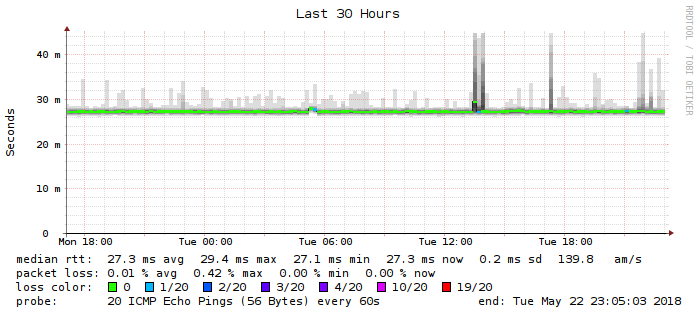 Last 30 Hours
RRDTOOL / TOBI OETIKER
Seconds
40 m
30 m
20 m
10 m
0
Mon 18:00 Tue 00:00 Tue 06:00 Tue 12:00 Tue 18:00
median rtt: 27.3 ms avg 29.4 ms max 27.1 ms min 27.3 ms now 0.2 ms sd 139.8 am/s
packet loss: 0.01 % avg 0.42 % max 0.00 % min 0.00 % now
loss color: 0 1/20 2/20 3/20 4/20 10/20 19/20
probe: 20 ICMP Echo Pings (56 Bytes) every 60s end: Tue May 22 23:05:03 2018